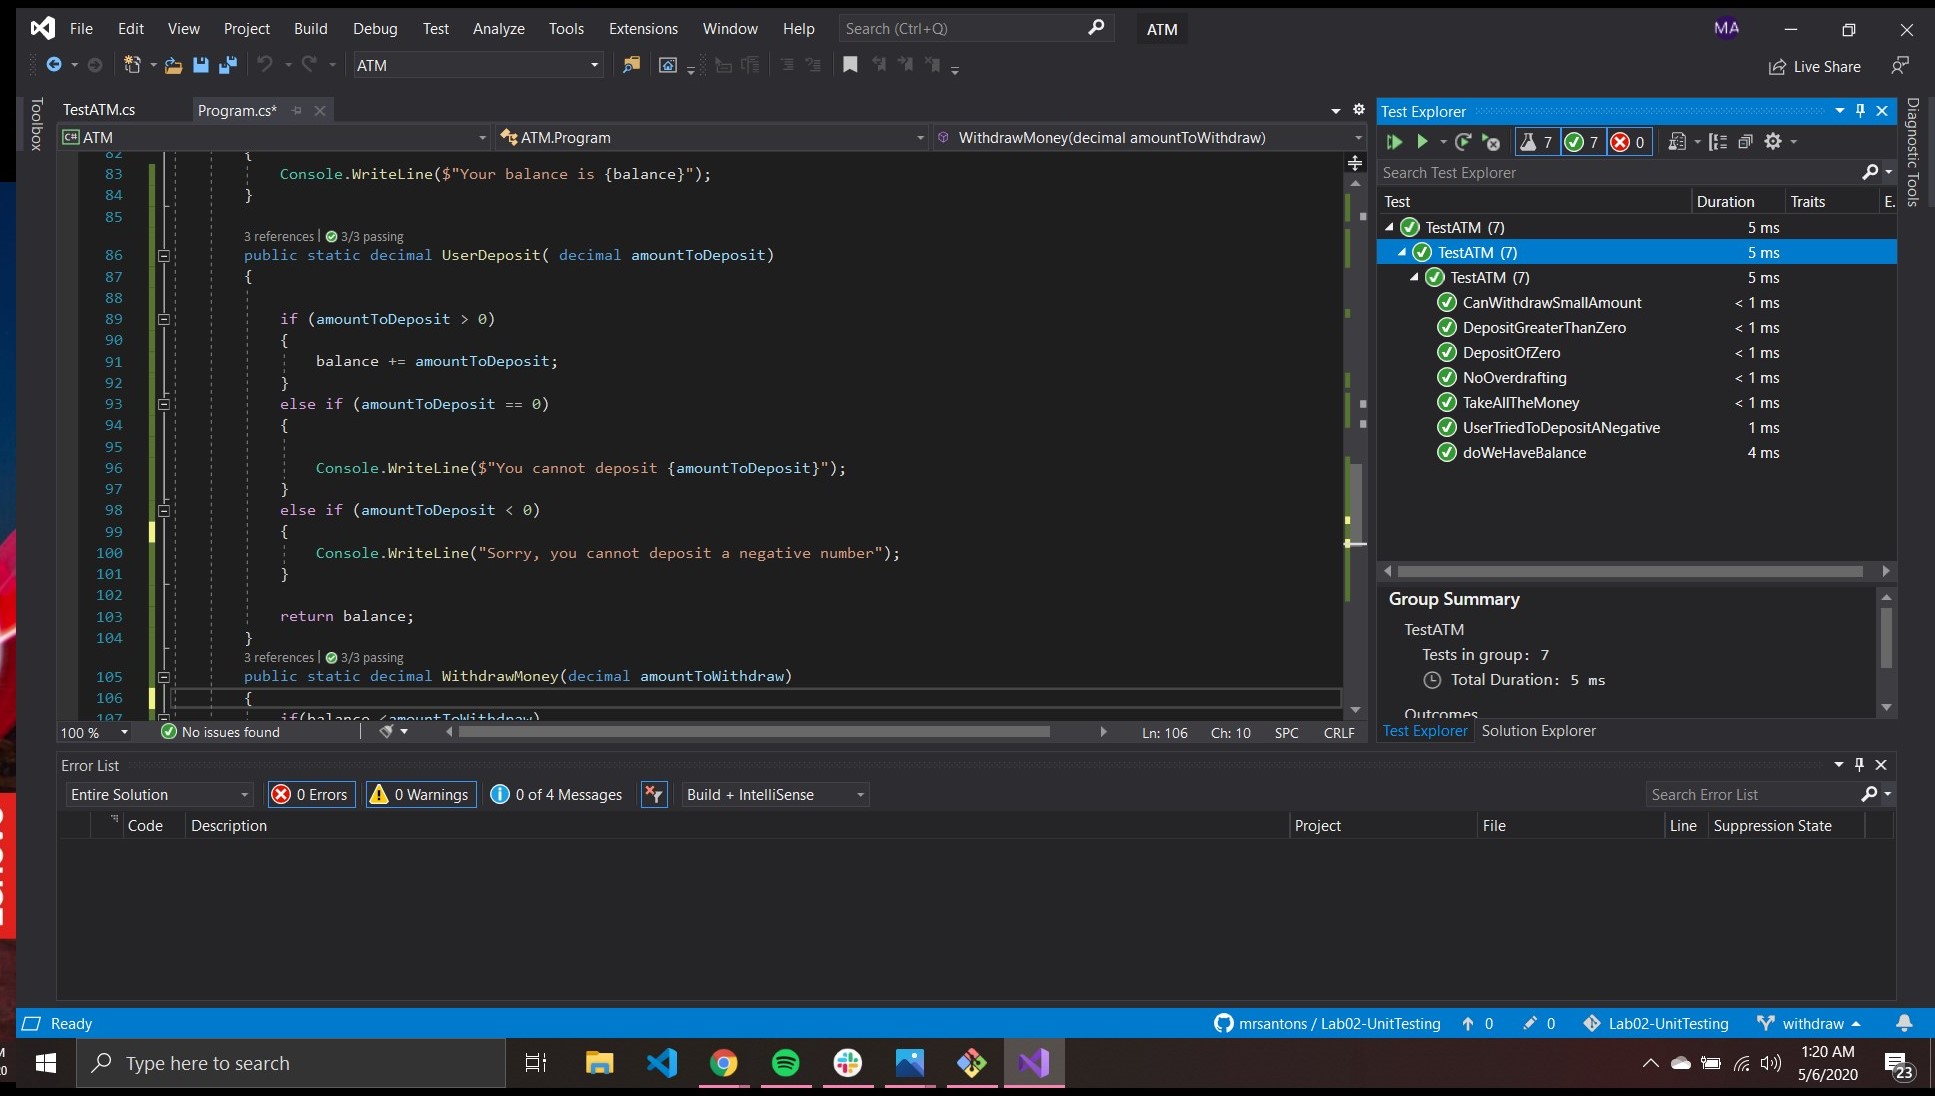 File Edit View Project Build Debug Test Analyze Tools Extensions Window Help Search (Ctrl+Q) ATM MA
ATM Live Share
Toolbox
TestATM.cs Program.cs*
C# ATM ATM.Program WithdrawMoney(decimal amountToWithdraw)
82 {
83 Console.WriteLine($"Your balance is {balance}");
84 }
85
3 references | 3/3 passing
86 public static decimal UserDeposit( decimal amountToDeposit)
87 {
88
89 if (amountToDeposit > 0)
90 {
91 balance += amountToDeposit;
92 }
93 else if (amountToDeposit == 0)
94 {
95
96 Console.WriteLine($"You cannot deposit {amountToDeposit}");
97 }
98 else if (amountToDeposit < 0)
99 {
100 Console.WriteLine("Sorry, you cannot deposit a negative number");
101 }
102
103 return balance;
104 }
3 references | 3/3 passing
105 public static decimal WithdrawMoney(decimal amountToWithdraw)
106 {
107 if(balance <amountToWithdraw)
100 % No issues found Ln: 106 Ch: 10 SPC CRLF
Test Explorer
7 7 0
Search Test Explorer
Test Duration Traits E.
TestATM (7) 5 ms
TestATM (7) 5 ms
TestATM (7) 5 ms
CanWithdrawSmallAmount < 1 ms
DepositGreaterThanZero < 1 ms
DepositOfZero < 1 ms
NoOverdrafting < 1 ms
TakeAllTheMoney < 1 ms
UserTriedToDepositANegative 1 ms
doWeHaveBalance 4 ms
Group Summary
TestATM
Tests in group: 7
Total Duration: 5 ms
Outcomes
Test Explorer Solution Explorer
Diagnostic Tools
Error List
Entire Solution 0 Errors 0 Warnings 0 of 4 Messages Build + IntelliSense Search Error List
Code Description Project File Line Suppression State
Ready mrsantons / Lab02-UnitTesting 0 0 Lab02-UnitTesting withdraw
Type here to search
1:20 AM
5/6/2020
23